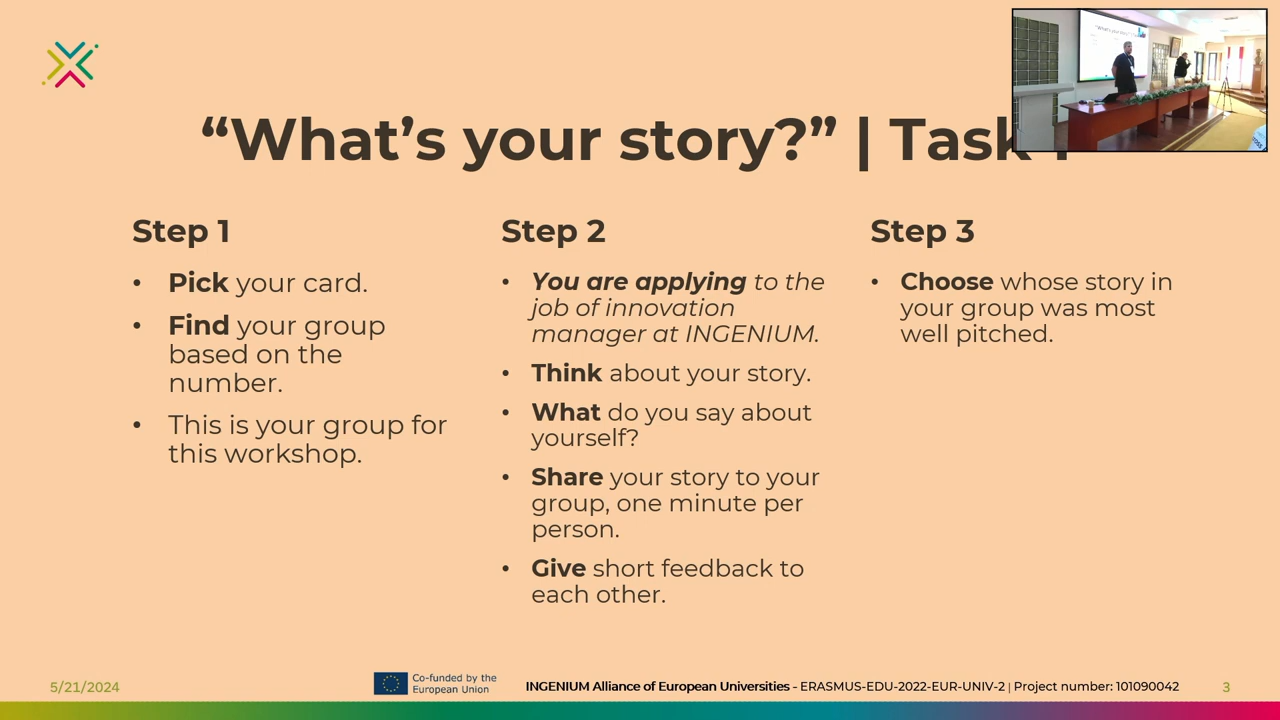 “What’s your story?” | Task
Step 1
• Pick your card.
• Find your group
based on the
number.
• This is your group for
this workshop.
Step 2
• You are applying to the
job of innovation
manager at INGENIUM.
• Think about your story.
• What do you say about
yourself?
• Share your story to your
group, one minute per
person.
• Give short feedback to
each other.
Step 3
• Choose whose story in
your group was most
well pitched.
5/21/2024
Co-funded by the
European Union
INGENIUM Alliance of European Universities - ERASMUS-EDU-2022-EUR-UNIV-2 | Project number: 101090042
3